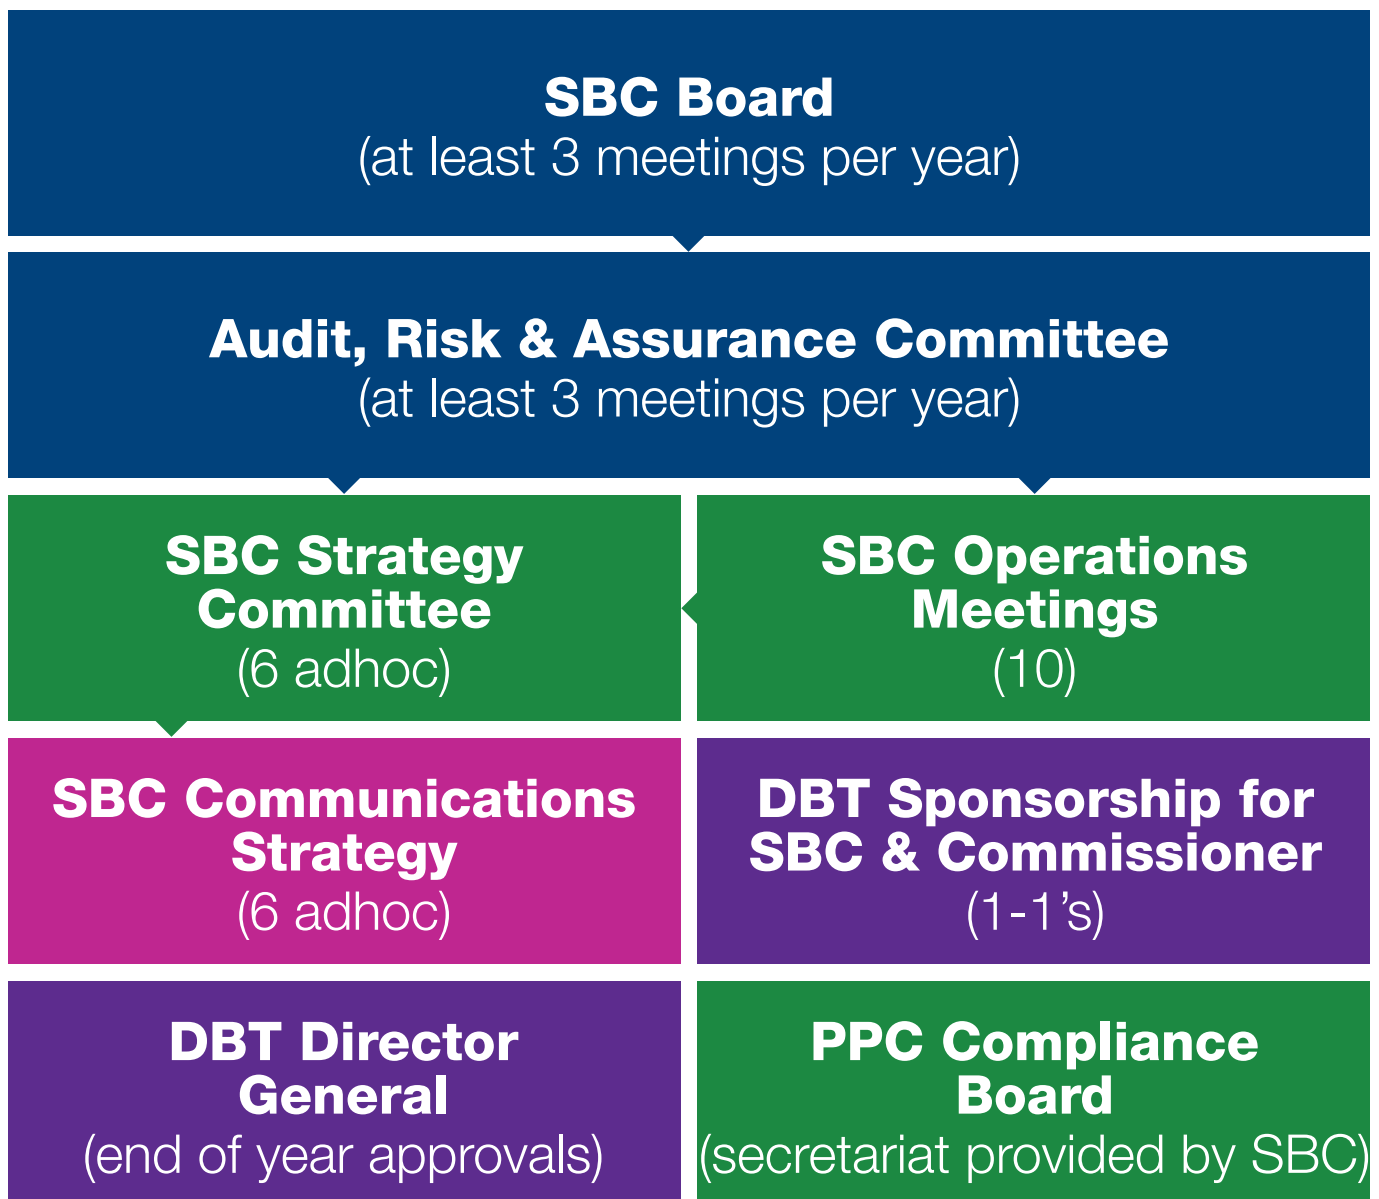 SBC Board
(at least 3 meetings per year)
Audit, Risk & Assurance Committee
(at least 3 meetings per year)
SBC Strategy
Committee
(6 adhoc)
SBC Operations
Meetings
(10)
SBC Communications
Strategy
(6 adhoc)
DBT Sponsorship for
SBC & Commissioner
(1-1’s)
DBT Director
General
(end of year approvals)
PPC Compliance
Board
(secretariat provided by SBC)